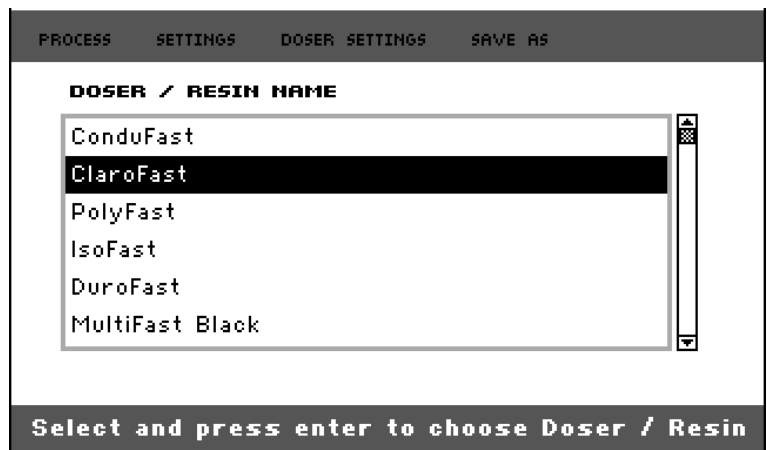 PROCESS SETTINGS DOSER SETTINGS SAVE AS
DOSER / RESIN NAME
ConduFast
ClaroFast
PolyFast
IsoFast
DuroFast
MultiFast Black
Select and press enter to choose Doser / Resin